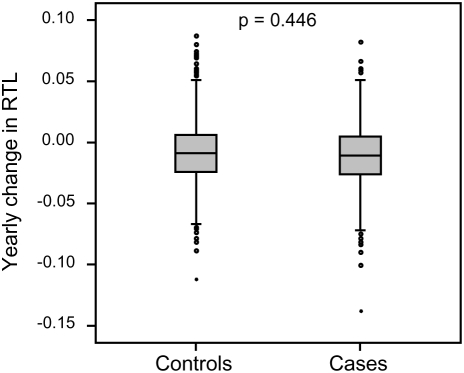 p = 0.446
Yearly change in RTL
0.10
0.05
0.00
-0.05
-0.10
-0.15
Controls
Cases